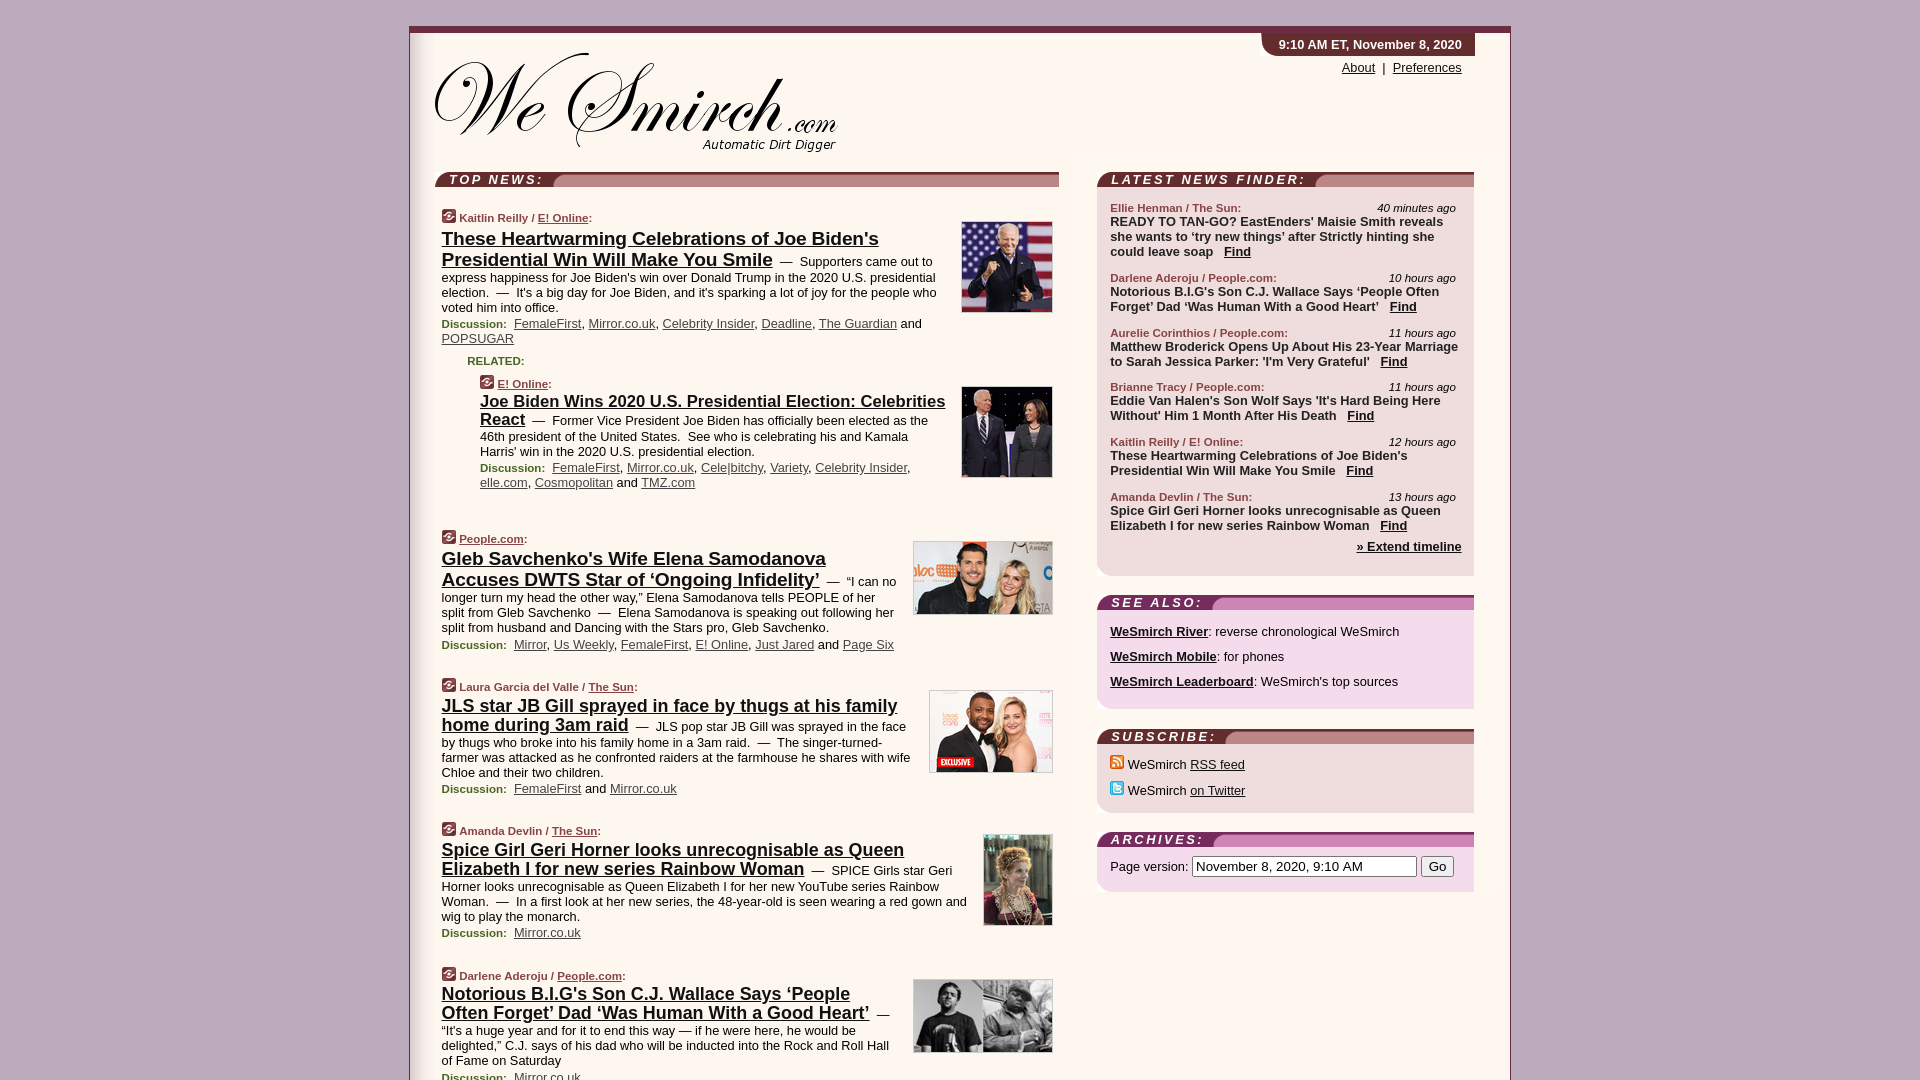 9:10 AM ET, November 8, 2020
About | Preferences
We Smirch .com
Automatic Dirt Digger
TOP NEWS:
Kaitlin Reilly / E! Online:
These Heartwarming Celebrations of Joe Biden's
Presidential Win Will Make You Smile — Supporters came out to
express happiness for Joe Biden's win over Donald Trump in the 2020 U.S. presidential
election. — It's a big day for Joe Biden, and it's sparking a lot of joy for the people who
voted him into office.
Discussion: FemaleFirst, Mirror.co.uk, Celebrity Insider, Deadline, The Guardian and
POPSUGAR
RELATED:
E! Online:
Joe Biden Wins 2020 U.S. Presidential Election: Celebrities
React — Former Vice President Joe Biden has officially been elected as the
46th president of the United States. See who is celebrating his and Kamala
Harris' win in the 2020 U.S. presidential election.
Discussion: FemaleFirst, Mirror.co.uk, Cele|bitchy, Variety, Celebrity Insider,
elle.com, Cosmopolitan and TMZ.com
People.com:
Gleb Savchenko's Wife Elena Samodanova
Accuses DWTS Star of ‘Ongoing Infidelity’ — “I can no
longer turn my head the other way,” Elena Samodanova tells PEOPLE of her
split from Gleb Savchenko — Elena Samodanova is speaking out following her
split from husband and Dancing with the Stars pro, Gleb Savchenko.
Discussion: Mirror, Us Weekly, FemaleFirst, E! Online, Just Jared and Page Six
Laura Garcia del Valle / The Sun:
JLS star JB Gill sprayed in face by thugs at his family
home during 3am raid — JLS pop star JB Gill was sprayed in the face
by thugs who broke into his family home in a 3am raid. — The singer-turned-
farmer was attacked as he confronted raiders at the farmhouse he shares with wife
Chloe and their two children.
EXCLUSIVE
Discussion: FemaleFirst and Mirror.co.uk
Amanda Devlin / The Sun:
Spice Girl Geri Horner looks unrecognisable as Queen
Elizabeth I for new series Rainbow Woman — SPICE Girls star Geri
Horner looks unrecognisable as Queen Elizabeth I for her new YouTube series Rainbow
Woman. — In a first look at her new series, the 48-year-old is seen wearing a red gown and
wig to play the monarch.
Discussion: Mirror.co.uk
Darlene Aderoju / People.com:
Notorious B.I.G's Son C.J. Wallace Says ‘People
Often Forget’ Dad ‘Was Human With a Good Heart’ —
“It's a huge year and for it to end this way — if he were here, he would be
delighted,” C.J. says of his dad who will be inducted into the Rock and Roll Hall
of Fame on Saturday
Discussion: Mirror.co.uk
LATEST NEWS FINDER:
Ellie Henman / The Sun: 40 minutes ago
READY TO TAN-GO? EastEnders' Maisie Smith reveals
she wants to ‘try new things’ after Strictly hinting she
could leave soap Find
Darlene Aderoju / People.com: 10 hours ago
Notorious B.I.G's Son C.J. Wallace Says ‘People Often
Forget’ Dad ‘Was Human With a Good Heart’ Find
Aurelie Corinthios / People.com: 11 hours ago
Matthew Broderick Opens Up About His 23-Year Marriage
to Sarah Jessica Parker: 'I'm Very Grateful' Find
Brianne Tracy / People.com: 11 hours ago
Eddie Van Halen's Son Wolf Says 'It's Hard Being Here
Without' Him 1 Month After His Death Find
Kaitlin Reilly / E! Online: 12 hours ago
These Heartwarming Celebrations of Joe Biden's
Presidential Win Will Make You Smile Find
Amanda Devlin / The Sun: 13 hours ago
Spice Girl Geri Horner looks unrecognisable as Queen
Elizabeth I for new series Rainbow Woman Find
» Extend timeline
SEE ALSO:
WeSmirch River: reverse chronological WeSmirch
WeSmirch Mobile: for phones
WeSmirch Leaderboard: WeSmirch's top sources
SUBSCRIBE:
WeSmirch RSS feed
WeSmirch on Twitter
ARCHIVES:
Page version: November 8, 2020, 9:10 AM Go